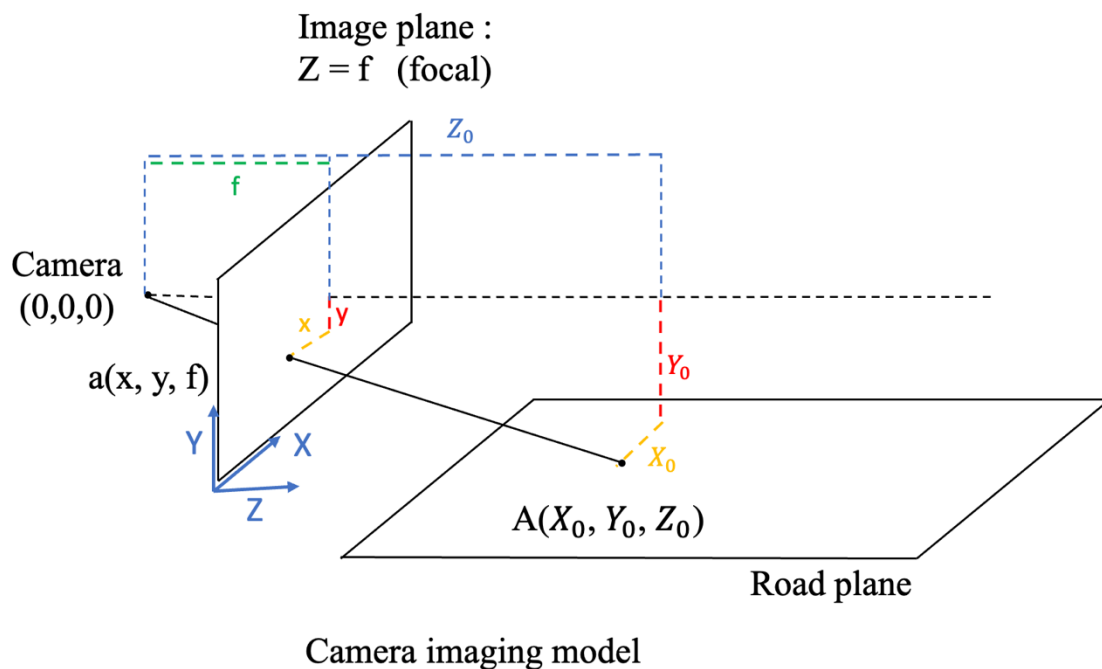 Image plane :
Z = f (focal)
Z₀
f
Camera
(0,0,0)
x
y
a(x, y, f)
Y₀
Y
X
Z
X₀
A(X₀, Y₀, Z₀)
Road plane
Camera imaging model